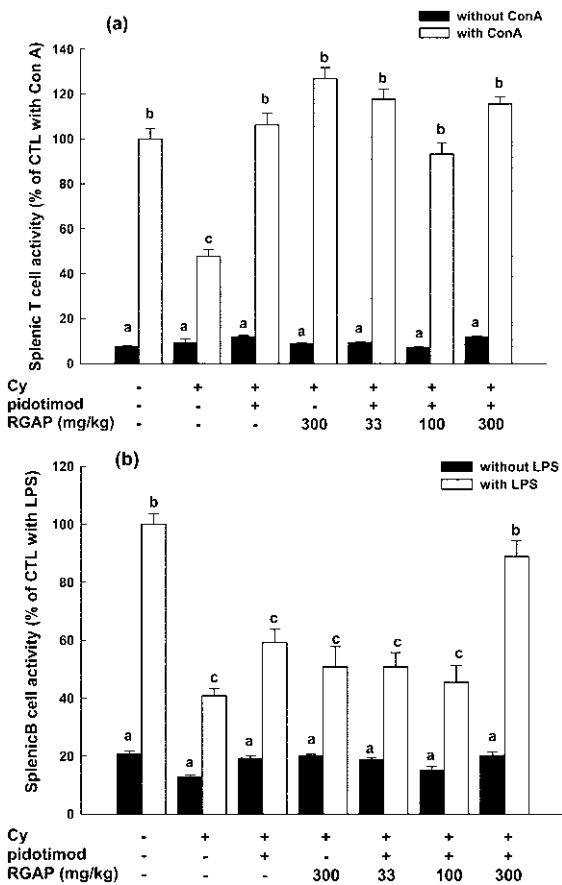 (a)
without ConA
with ConA
Splenic T cell activity (% of CTL with Con A)
140
120
100
80
60
40
20
0
b
c
b
b
b
b
b
a
a
a
a
a
a
a
Cy - + + + + + +
pidotimod - - + - + + +
RGAP (mg/kg) - - - 300 33 100 300
(b)
without LPS
with LPS
SplenicB cell activity (% of CTL with LPS)
120
100
80
60
40
20
0
b
c
c
c
c
c
b
a
a
a
a
a
a
a
Cy - + + + + + +
pidotimod - - + - + + +
RGAP (mg/kg) - - - 300 33 100 300